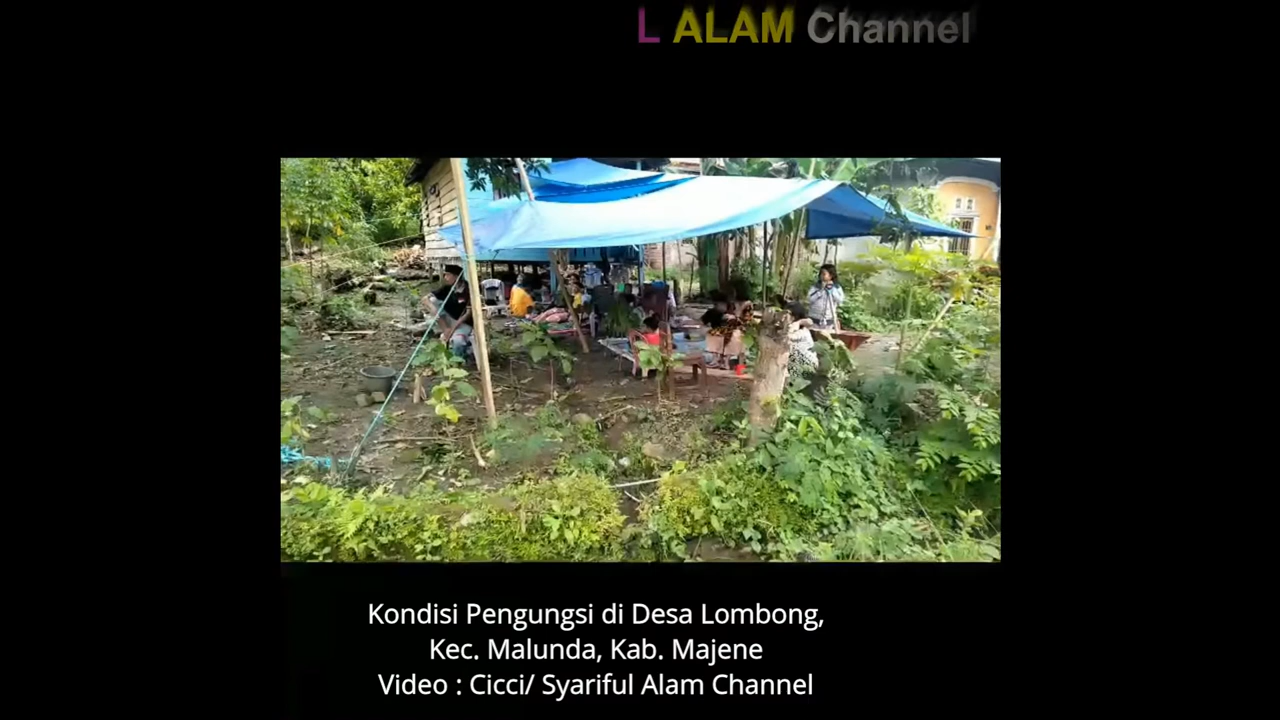 L ALAM Channel
Kondisi Pengungsi di Desa Lombong,
Kec. Malunda, Kab. Majene
Video : Cicci/ Syariful Alam Channel